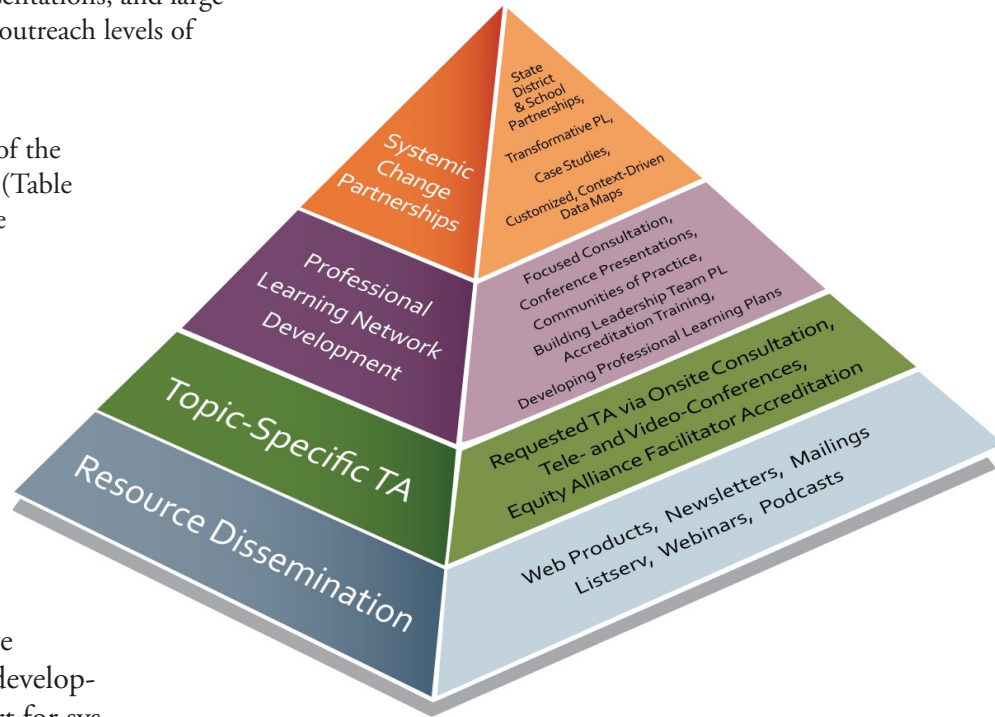 sentations, and large
outreach levels of
of the
(Table
Systemic
Change
Partnerships
State
District
& School
Partnerships,
Transformative PL,
Case Studies,
Customized, Context-Driven
Data Maps
Professional
Learning Network
Development
Focused Consultation,
Conference Presentations,
Communities of Practice,
Building Leadership Team PL
Accreditation Training,
Developing Professional Learning Plans
Topic-Specific TA
Requested TA via Onsite Consultation,
Tele- and Video-Conferences,
Equity Alliance Facilitator Accreditation
Resource Dissemination
Web Products, Newsletters, Mailings
Listserv, Webinars, Podcasts
develop-